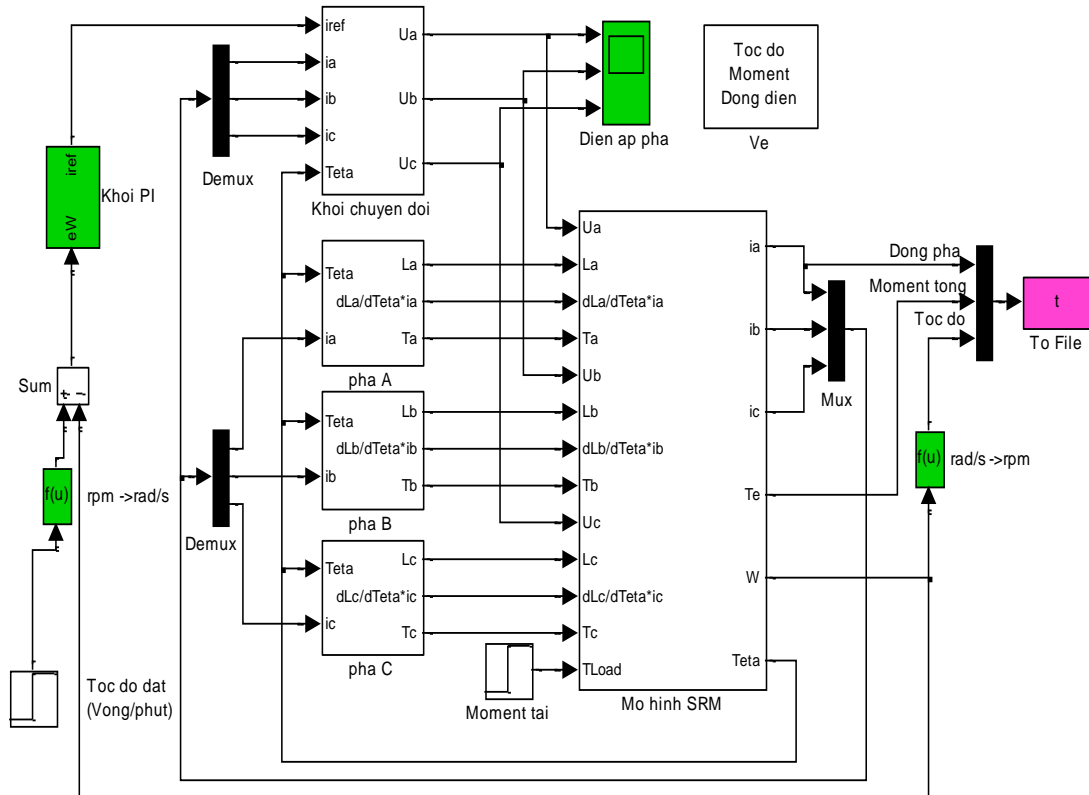 iref
ia
ib
ic
Teta
Ua
Ub
Uc
Khoi chuyen doi
Demux
Dien ap pha
Toc do
Moment
Dong dien
Ve
iref
eW
Khoi PI
Sum
f(u)
rpm ->rad/s
Toc do dat
(Vong/phut)
Demux
Teta
ia
La
dLa/dTeta*ia
Ta
pha A
Teta
ib
Lb
dLb/dTeta*ib
Tb
pha B
Teta
ic
Lc
dLc/dTeta*ic
Tc
pha C
Moment tai
Ua
La
dLa/dTeta*ia
Ta
Ub
Lb
dLb/dTeta*ib
Tb
Uc
Lc
dLc/dTeta*ic
Tc
TLoad
ia
ib
ic
Te
W
Teta
Mo hinh SRM
Mux
Dong pha
Moment tong
Toc do
t
To File
f(u)
rad/s ->rpm